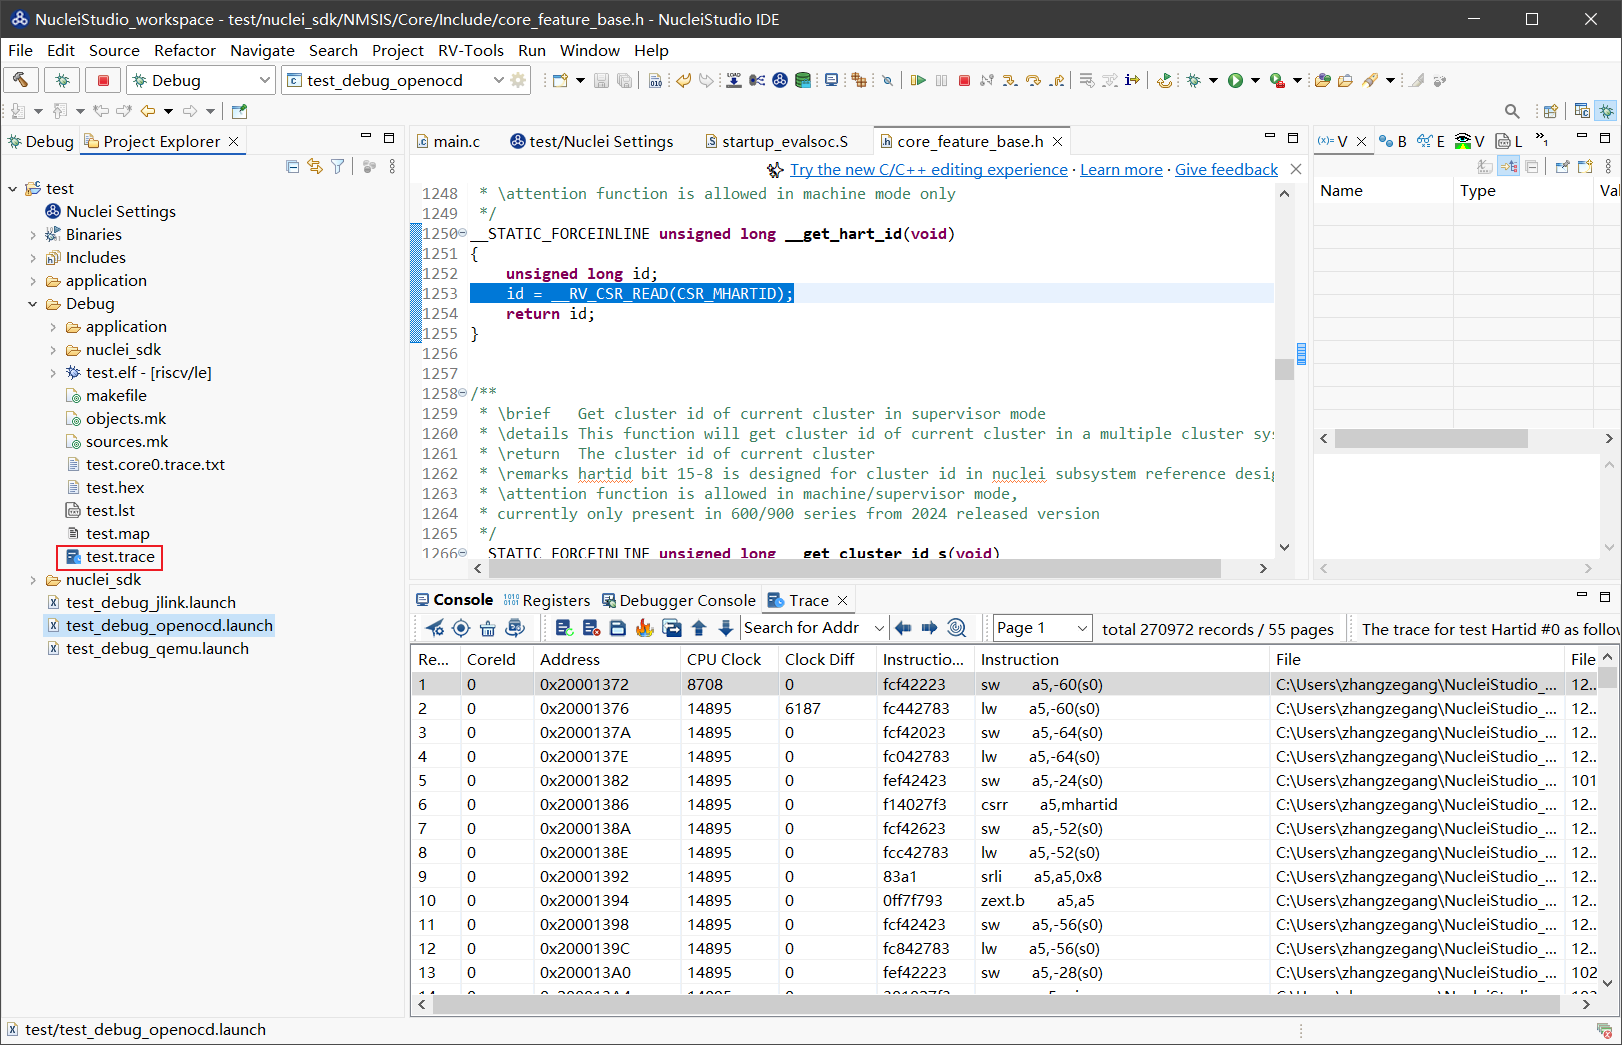 NucleiStudio_workspace - test/nuclei_sdk/NMSIS/Core/Include/core_feature_base.h - NucleiStudio IDE
File Edit Source Refactor Navigate Search Project RV-Tools Run Window Help
Debug test_debug_openocd
Debug Project Explorer
test
Nuclei Settings
Binaries
Includes
application
Debug
application
nuclei_sdk
test.elf - [riscv/le]
makefile
objects.mk
sources.mk
test.core0.trace.txt
test.hex
test.lst
test.map
test.trace
nuclei_sdk
test_debug_jlink.launch
test_debug_openocd.launch
test_debug_qemu.launch
main.c test/Nuclei Settings startup_evalsoc.S core_feature_base.h
Try the new C/C++ editing experience · Learn more · Give feedback
1248 * \attention function is allowed in machine mode only
1249 */
1250 __STATIC_FORCEINLINE unsigned long __get_hart_id(void)
1251 {
1252 unsigned long id;
1253 id = __RV_CSR_READ(CSR_MHARTID);
1254 return id;
1255 }
1256
1257
1258 /**
1259 * \brief Get cluster id of current cluster in supervisor mode
1260 * \details This function will get cluster id of current cluster in a multiple cluster sys
1261 * \return The cluster id of current cluster
1262 * \remarks hartid bit 15-8 is designed for cluster id in nuclei subsystem reference desig
1263 * \attention function is allowed in machine/supervisor mode,
1264 * currently only present in 600/900 series from 2024 released version
1265 */
1266 __STATIC_FORCEINLINE unsigned long __get_cluster_id_s(void)
(x)= V B E V L »1
Name Type Val
Console Registers Debugger Console Trace
Search for Addr Page 1 total 270972 records / 55 pages The trace for test Hartid #0 as follow
Re... CoreId Address CPU Clock Clock Diff Instructio... Instruction File File
1 0 0x20001372 8708 0 fcf42223 sw a5,-60(s0) C:\Users\zhangzegang\NucleiStudio_... 12..
2 0 0x20001376 14895 6187 fc442783 lw a5,-60(s0) C:\Users\zhangzegang\NucleiStudio_... 12..
3 0 0x2000137A 14895 0 fcf42023 sw a5,-64(s0) C:\Users\zhangzegang\NucleiStudio_... 12..
4 0 0x2000137E 14895 0 fc042783 lw a5,-64(s0) C:\Users\zhangzegang\NucleiStudio_... 12..
5 0 0x20001382 14895 0 fef42423 sw a5,-24(s0) C:\Users\zhangzegang\NucleiStudio_... 101
6 0 0x20001386 14895 0 f14027f3 csrr a5,mhartid C:\Users\zhangzegang\NucleiStudio_... 12..
7 0 0x2000138A 14895 0 fcf42623 sw a5,-52(s0) C:\Users\zhangzegang\NucleiStudio_... 12..
8 0 0x2000138E 14895 0 fcc42783 lw a5,-52(s0) C:\Users\zhangzegang\NucleiStudio_... 12..
9 0 0x20001392 14895 0 83a1 srli a5,a5,0x8 C:\Users\zhangzegang\NucleiStudio_... 12..
10 0 0x20001394 14895 0 0ff7f793 zext.b a5,a5 C:\Users\zhangzegang\NucleiStudio_... 12..
11 0 0x20001398 14895 0 fcf42423 sw a5,-56(s0) C:\Users\zhangzegang\NucleiStudio_... 12..
12 0 0x2000139C 14895 0 fc842783 lw a5,-56(s0) C:\Users\zhangzegang\NucleiStudio_... 12..
13 0 0x200013A0 14895 0 fef42223 sw a5,-28(s0) C:\Users\zhangzegang\NucleiStudio_... 102
test/test_debug_openocd.launch